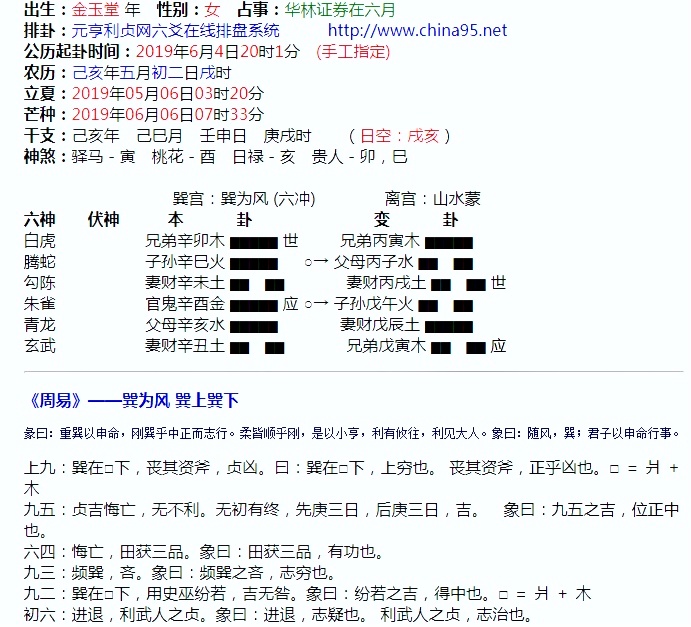 出生：金玉堂 年 性别：女 占事：华林证券在六月
排卦：元亨利贞网六爻在线排盘系统 http://www.china95.net
公历起卦时间：2019年6月4日20时1分 （手工指定）
农历：己亥年五月初二日戌时
立夏：2019年05月06日03时20分
芒种：2019年06月06日07时33分
干支：己亥年 己巳月 壬申日 庚戌时 （日空：戌亥）
神煞：驿马－寅 桃花－酉 日禄－亥 贵人－卯，巳
巽宫：巽为风 (六冲) 离宫：山水蒙
六神 伏神 本 卦 变 卦
白虎 兄弟辛卯木 世 兄弟丙寅木
腾蛇 子孙辛巳火 ○→ 父母丙子水
勾陈 妻财辛未土 妻财丙戌土 世
朱雀 官鬼辛酉金 应 ○→ 子孙戊午火
青龙 父母辛亥水 妻财戊辰土
玄武 妻财辛丑土 兄弟戊寅木 应
《周易》——巽为风 巽上巽下
彖曰：重巽以申命，刚巽乎中正而志行。柔皆顺乎刚，是以小亨，利有攸往，利见大人。象曰：随风，巽；君子以申命行事。
上九：巽在□下，丧其资斧，贞凶。曰：巽在□下，上穷也。 丧其资斧，正乎凶也。□ = 爿 +
木
九五：贞吉悔亡，无不利。无初有终，先庚三日，后庚三日，吉。 象曰：九五之吉，位正中
也。
六四：悔亡，田获三品。象曰：田获三品，有功也。
九三：频巽，吝。象曰：频巽之吝，志穷也。
九二：巽在□下，用史巫纷若，吉无咎。象曰：纷若之吉，得中也。□ = 爿 + 木
初六：进退，利武人之贞。象曰：进退，志疑也。 利武人之贞，志治也。